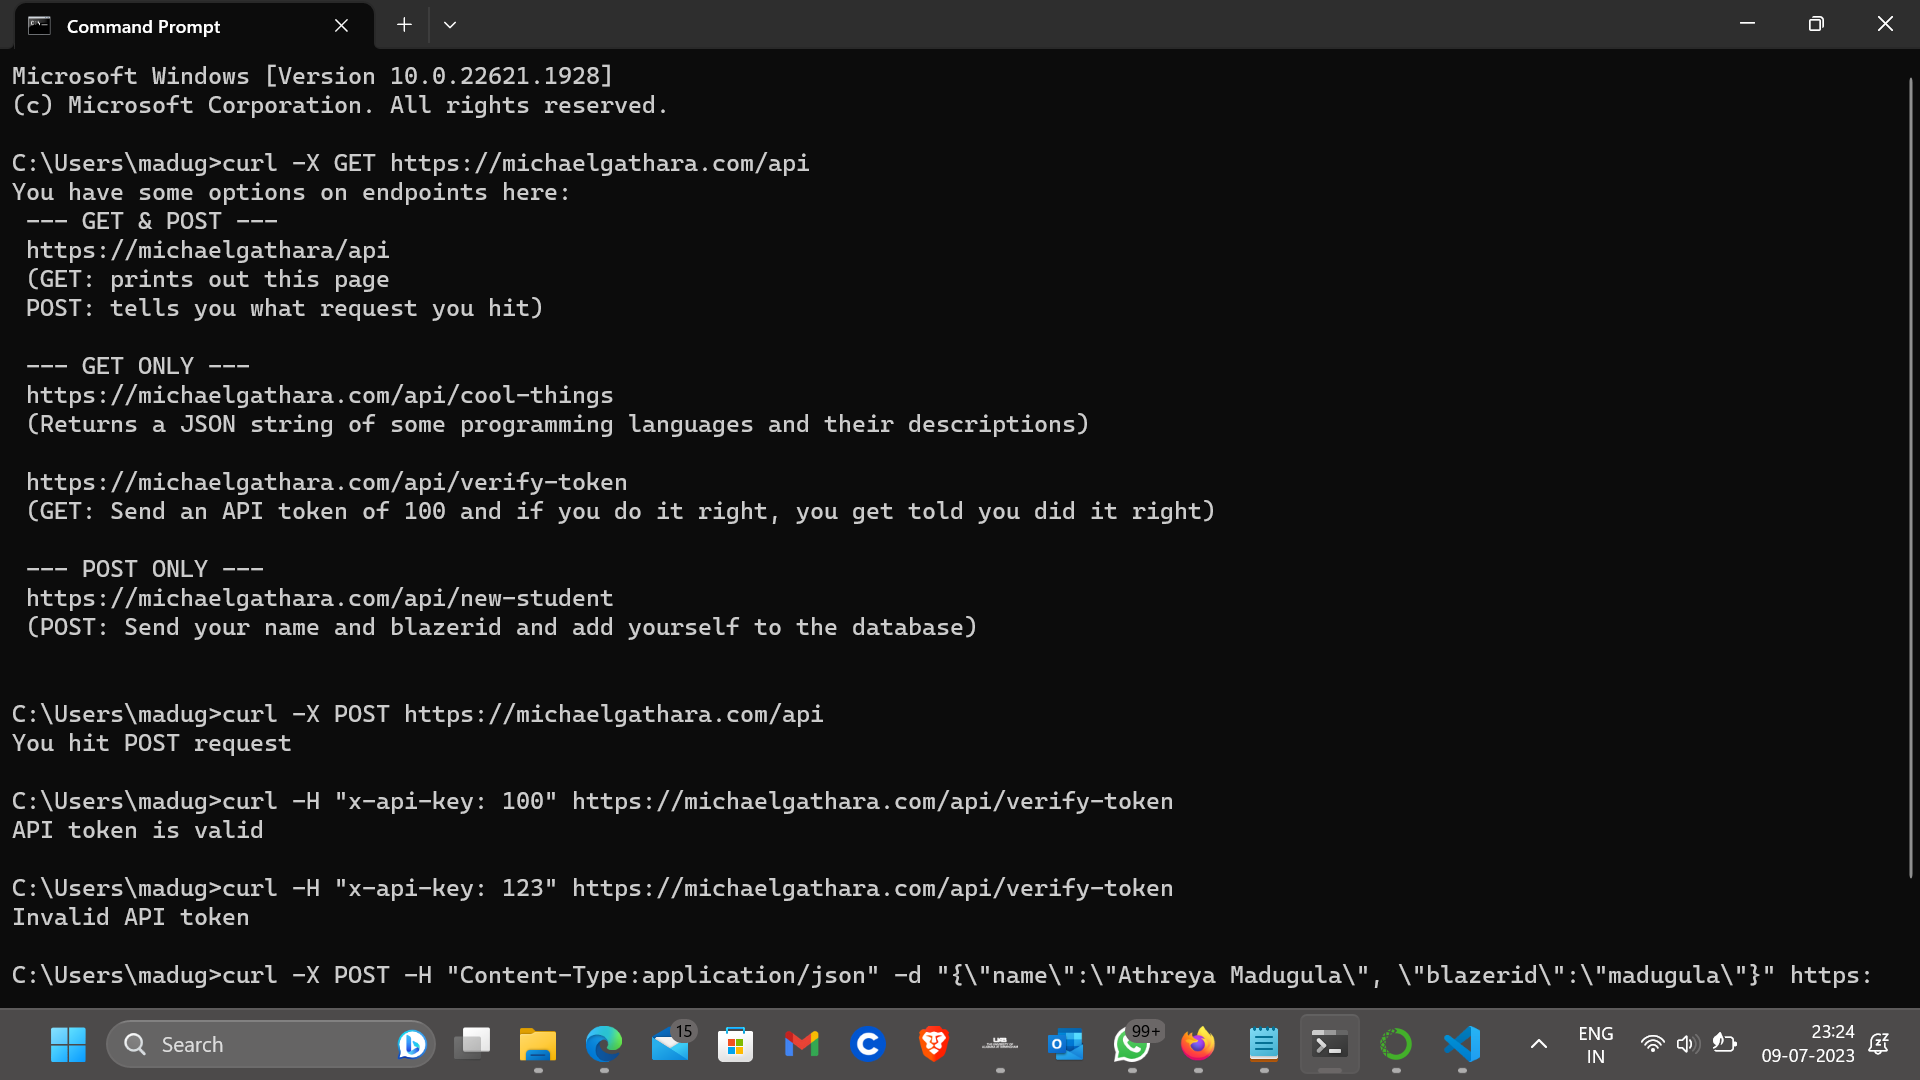 Command Prompt
Microsoft Windows [Version 10.0.22621.1928]
(c) Microsoft Corporation. All rights reserved.
C:\Users\madug>curl -X GET https://michaelgathara.com/api
You have some options on endpoints here:
--- GET & POST ---
https://michaelgathara/api
(GET: prints out this page
POST: tells you what request you hit)
--- GET ONLY ---
https://michaelgathara.com/api/cool-things
(Returns a JSON string of some programming languages and their descriptions)
https://michaelgathara.com/api/verify-token
(GET: Send an API token of 100 and if you do it right, you get told you did it right)
--- POST ONLY ---
https://michaelgathara.com/api/new-student
(POST: Send your name and blazerid and add yourself to the database)
C:\Users\madug>curl -X POST https://michaelgathara.com/api
You hit POST request
C:\Users\madug>curl -H "x-api-key: 100" https://michaelgathara.com/api/verify-token
API token is valid
C:\Users\madug>curl -H "x-api-key: 123" https://michaelgathara.com/api/verify-token
Invalid API token
C:\Users\madug>curl -X POST -H "Content-Type:application/json" -d "{\"name\":\"Athreya Madugula\", \"blazerid\":\"madugula\"}" https:
Search
15
99+
ENG
IN
23:24
09-07-2023